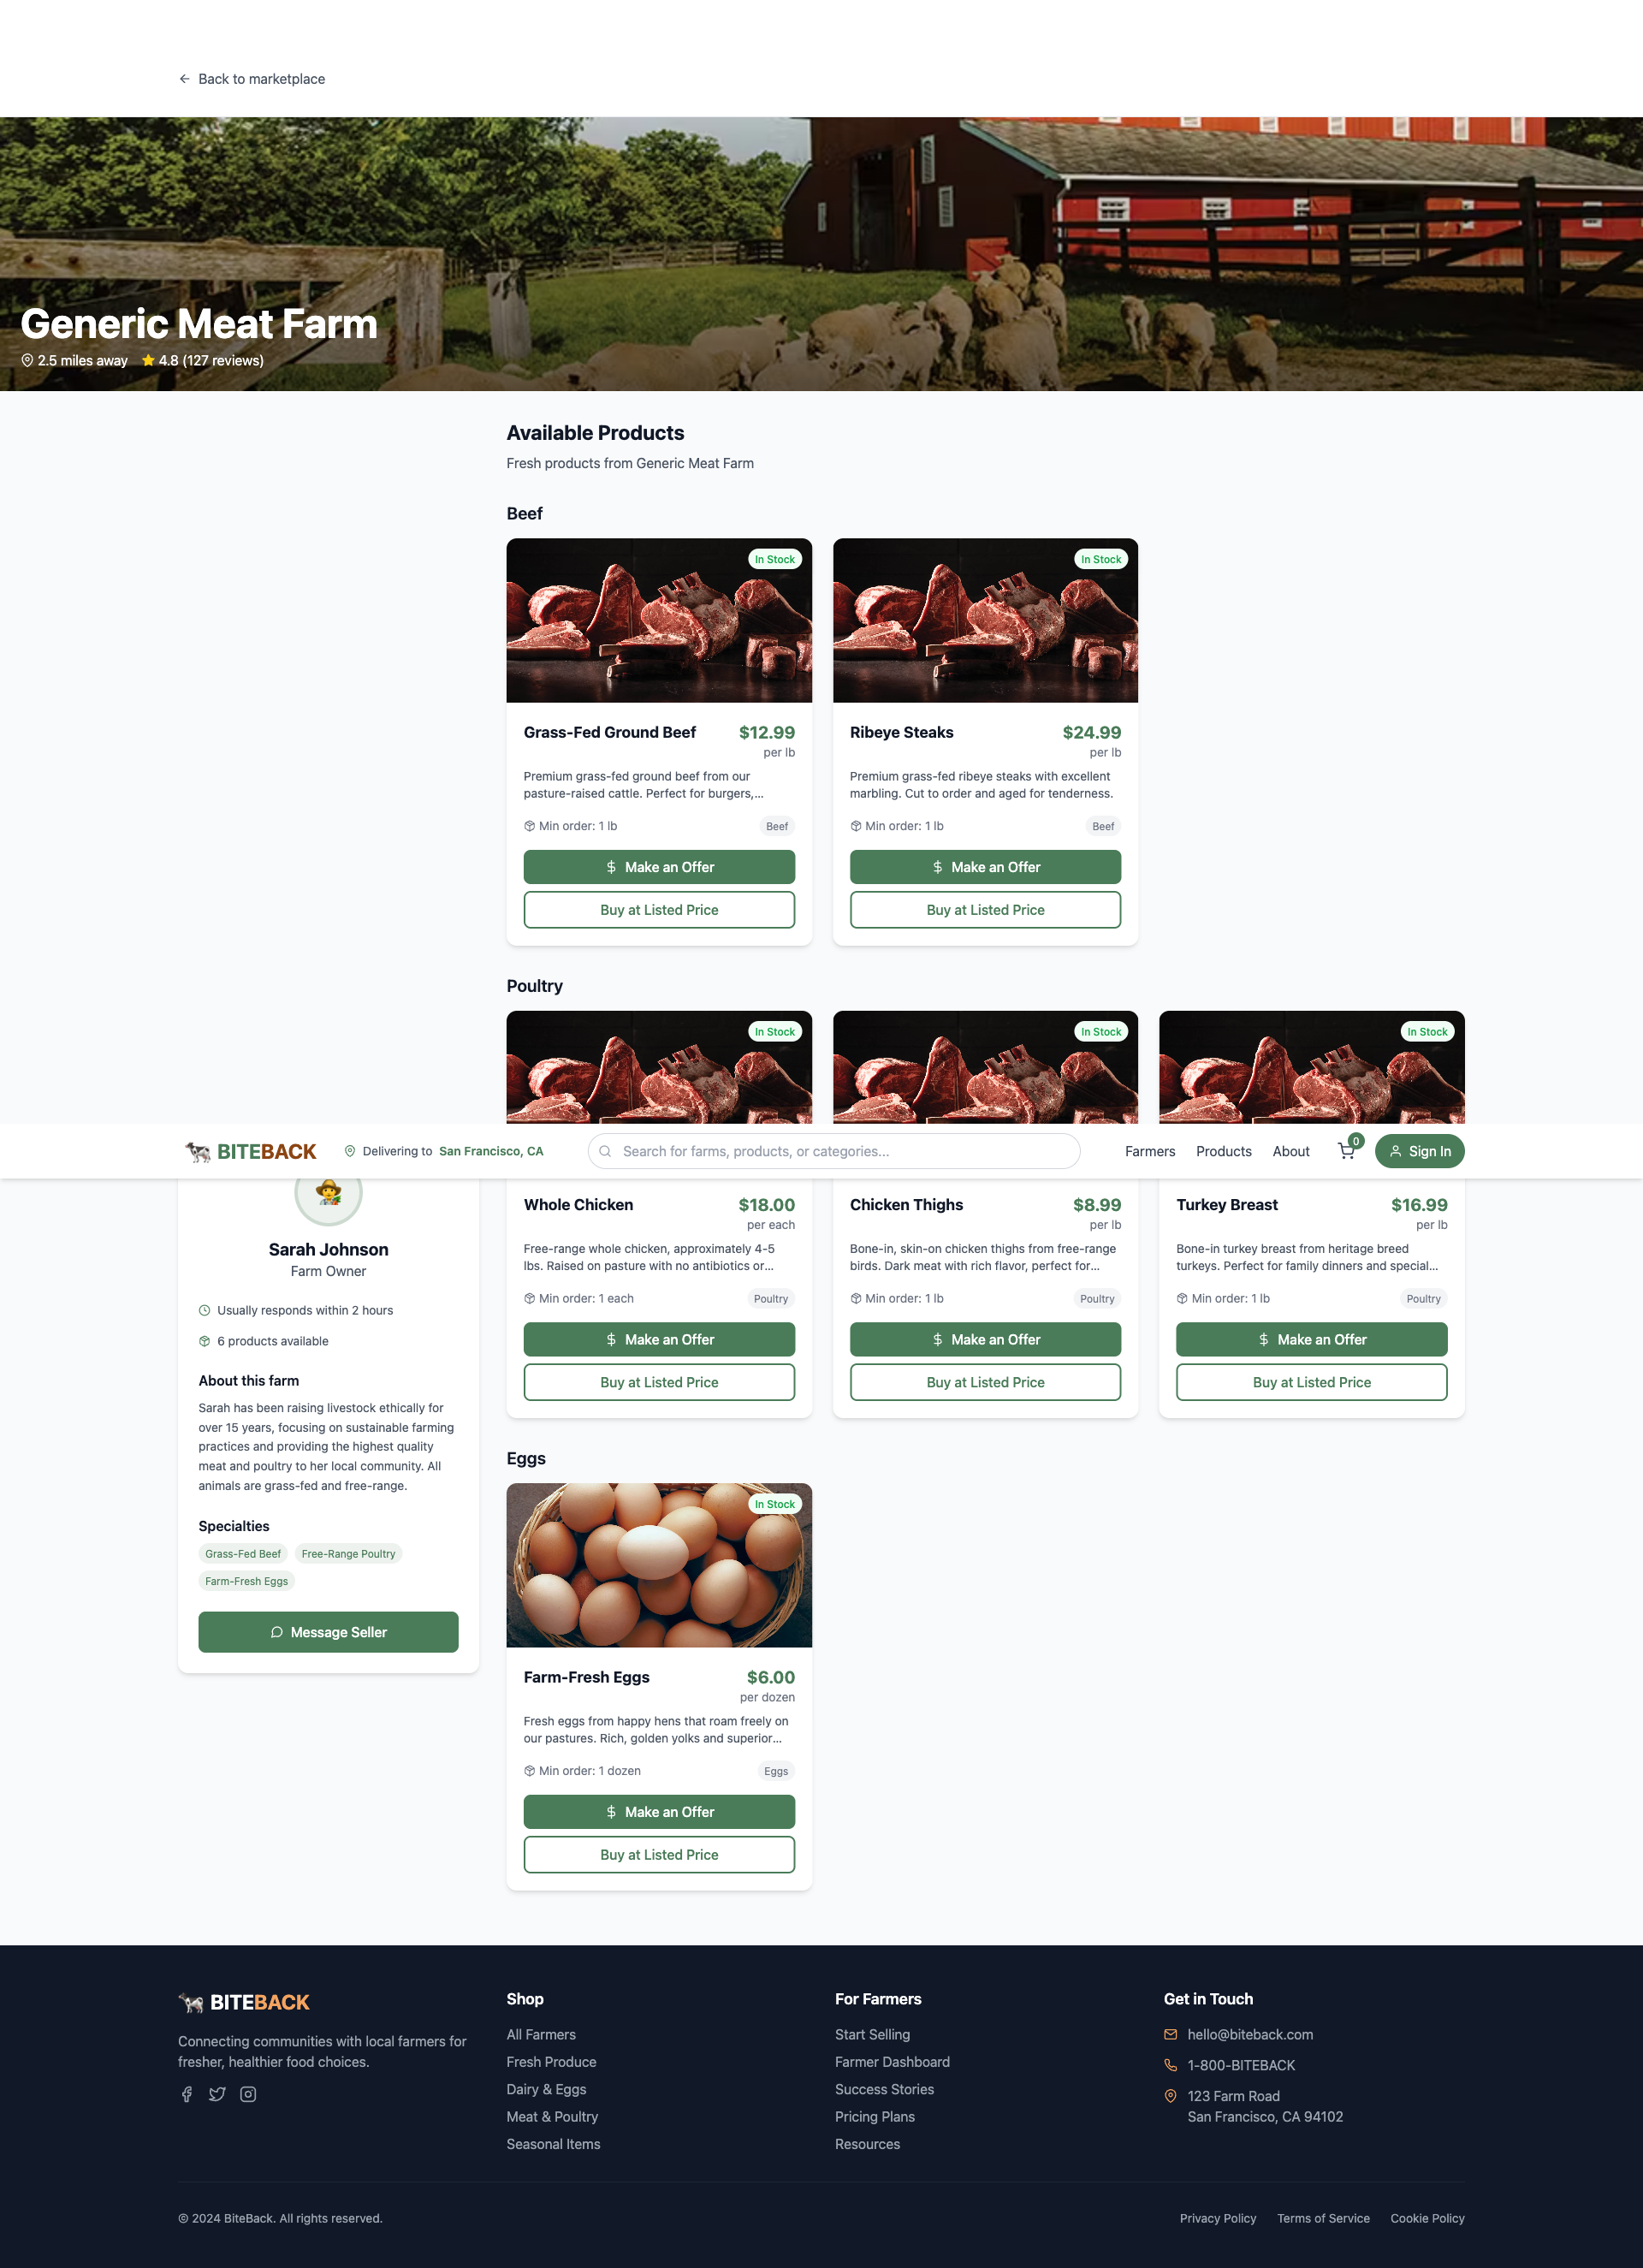 Back to marketplace
Generic Meat Farm
2.5 miles away 4.8 (127 reviews)
Available Products
Fresh products from Generic Meat Farm
Beef
In Stock
Grass-Fed Ground Beef
$12.99
per lb
Premium grass-fed ground beef from our
pasture-raised cattle. Perfect for burgers,...
Min order: 1 lb
Beef
Make an Offer
Buy at Listed Price
In Stock
Ribeye Steaks
$24.99
per lb
Premium grass-fed ribeye steaks with excellent
marbling. Cut to order and aged for tenderness.
Min order: 1 lb
Beef
Make an Offer
Buy at Listed Price
Poultry
In Stock
In Stock
In Stock
BITEBACK
Delivering to San Francisco, CA
Search for farms, products, or categories...
Farmers
Products
About
0
Sign In
Sarah Johnson
Farm Owner
Usually responds within 2 hours
6 products available
About this farm
Sarah has been raising livestock ethically for
over 15 years, focusing on sustainable farming
practices and providing the highest quality
meat and poultry to her local community. All
animals are grass-fed and free-range.
Specialties
Grass-Fed Beef
Free-Range Poultry
Farm-Fresh Eggs
Message Seller
Whole Chicken
$18.00
per each
Free-range whole chicken, approximately 4-5
lbs. Raised on pasture with no antibiotics or...
Min order: 1 each
Poultry
Make an Offer
Buy at Listed Price
Chicken Thighs
$8.99
per lb
Bone-in, skin-on chicken thighs from free-range
birds. Dark meat with rich flavor, perfect for...
Min order: 1 lb
Poultry
Make an Offer
Buy at Listed Price
Turkey Breast
$16.99
per lb
Bone-in turkey breast from heritage breed
turkeys. Perfect for family dinners and special...
Min order: 1 lb
Poultry
Make an Offer
Buy at Listed Price
Eggs
In Stock
Farm-Fresh Eggs
$6.00
per dozen
Fresh eggs from happy hens that roam freely on
our pastures. Rich, golden yolks and superior...
Min order: 1 dozen
Eggs
Make an Offer
Buy at Listed Price
BITEBACK
Connecting communities with local farmers for
fresher, healthier food choices.
Shop
All Farmers
Fresh Produce
Dairy & Eggs
Meat & Poultry
Seasonal Items
For Farmers
Start Selling
Farmer Dashboard
Success Stories
Pricing Plans
Resources
Get in Touch
hello@biteback.com
1-800-BITEBACK
123 Farm Road
San Francisco, CA 94102
© 2024 BiteBack. All rights reserved.
Privacy Policy
Terms of Service
Cookie Policy